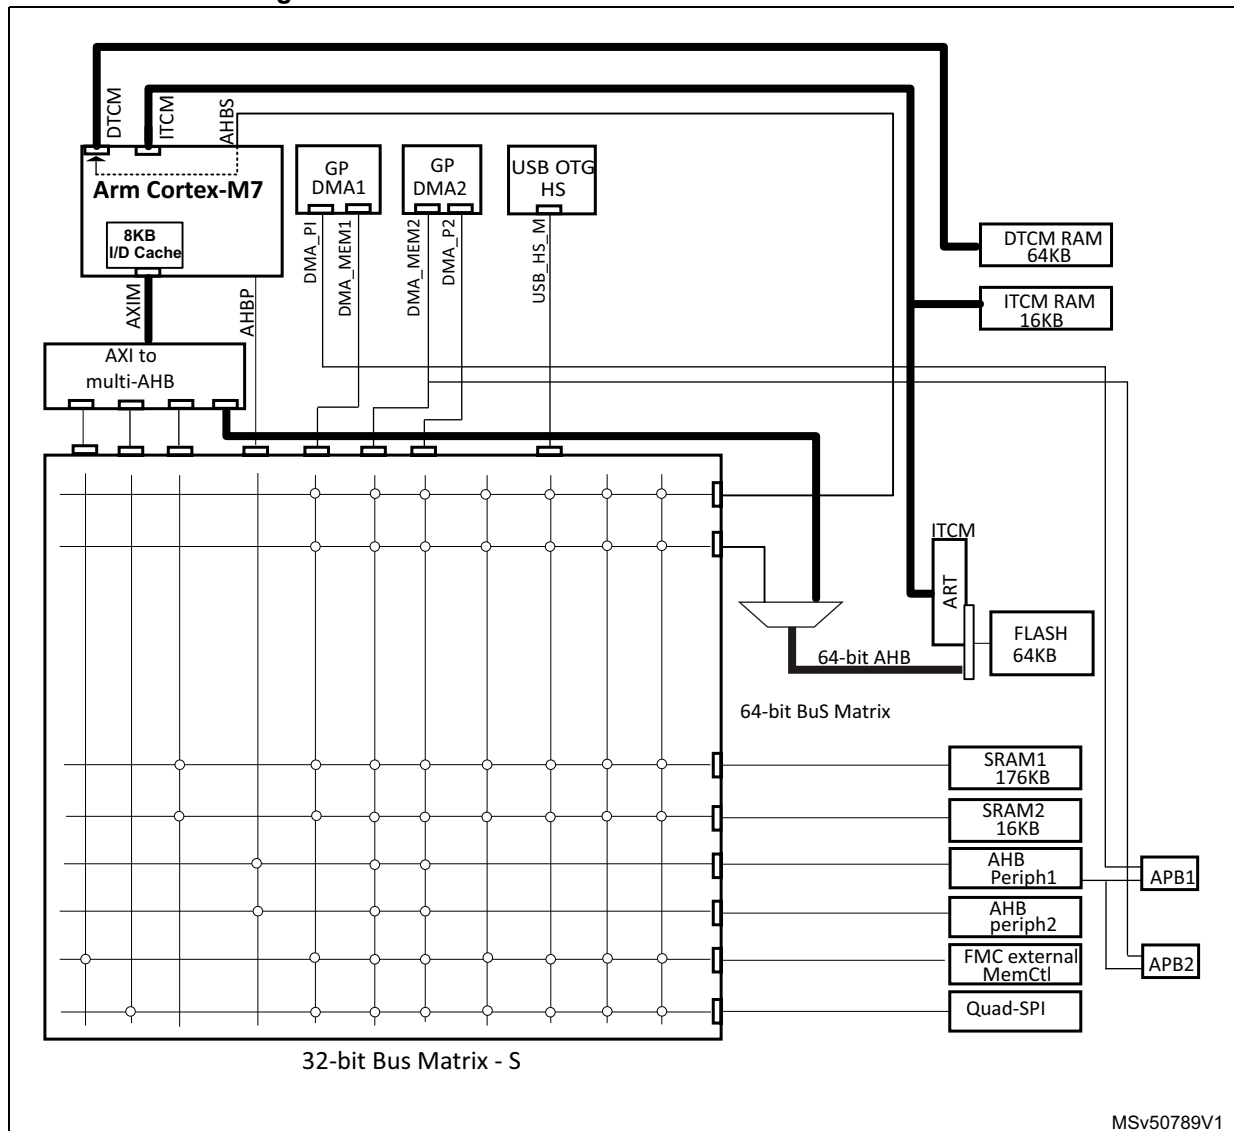 DTCM
ITCM
AHBS
Arm Cortex-M7
8KB
I/D Cache
AXIM
AHBP
GP
DMA1
GP
DMA2
USB OTG
HS
DMA_PI
DMA_MEM1
DMA_MEM2
DMA_P2
USB_HS_M
DTCM RAM
64KB
ITCM RAM
16KB
AXI to
multi-AHB
ITCM
ART
FLASH
64KB
64-bit AHB
64-bit BuS Matrix
SRAM1
176KB
SRAM2
16KB
AHB
Periph1
APB1
AHB
periph2
FMC external
MemCtl
APB2
Quad-SPI
32-bit Bus Matrix - S
MSv50789V1